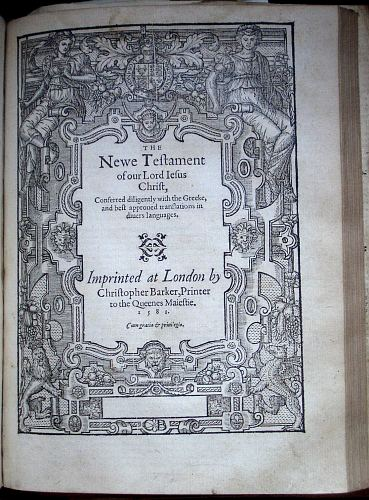 THE
Newe Testament
of our Lord Iesus
Christ,
Conferred diligently with the Greeke,
and best approued translations in
diuers languages.
Imprinted at London by
Christopher Barker, Printer
to the Queenes Maiestie.
1581.
Cum gratia & priuilegio.
CB